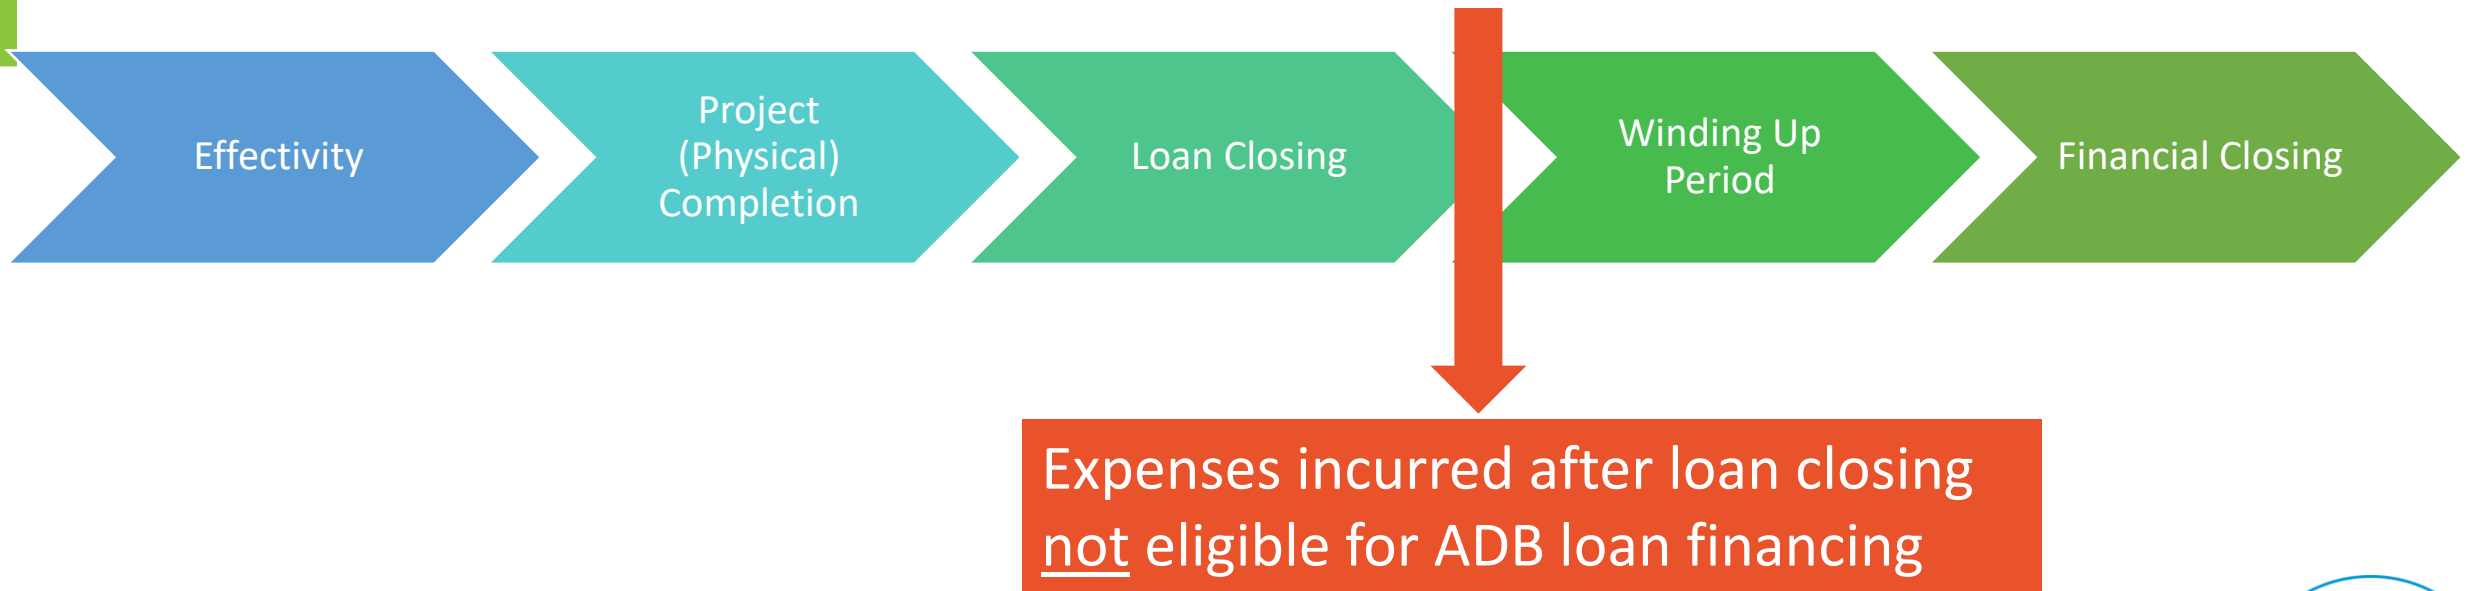 Effectivity
Project
(Physical)
Completion
Loan Closing
Winding Up
Period
Financial Closing
Expenses incurred after loan closing
not eligible for ADB loan financing